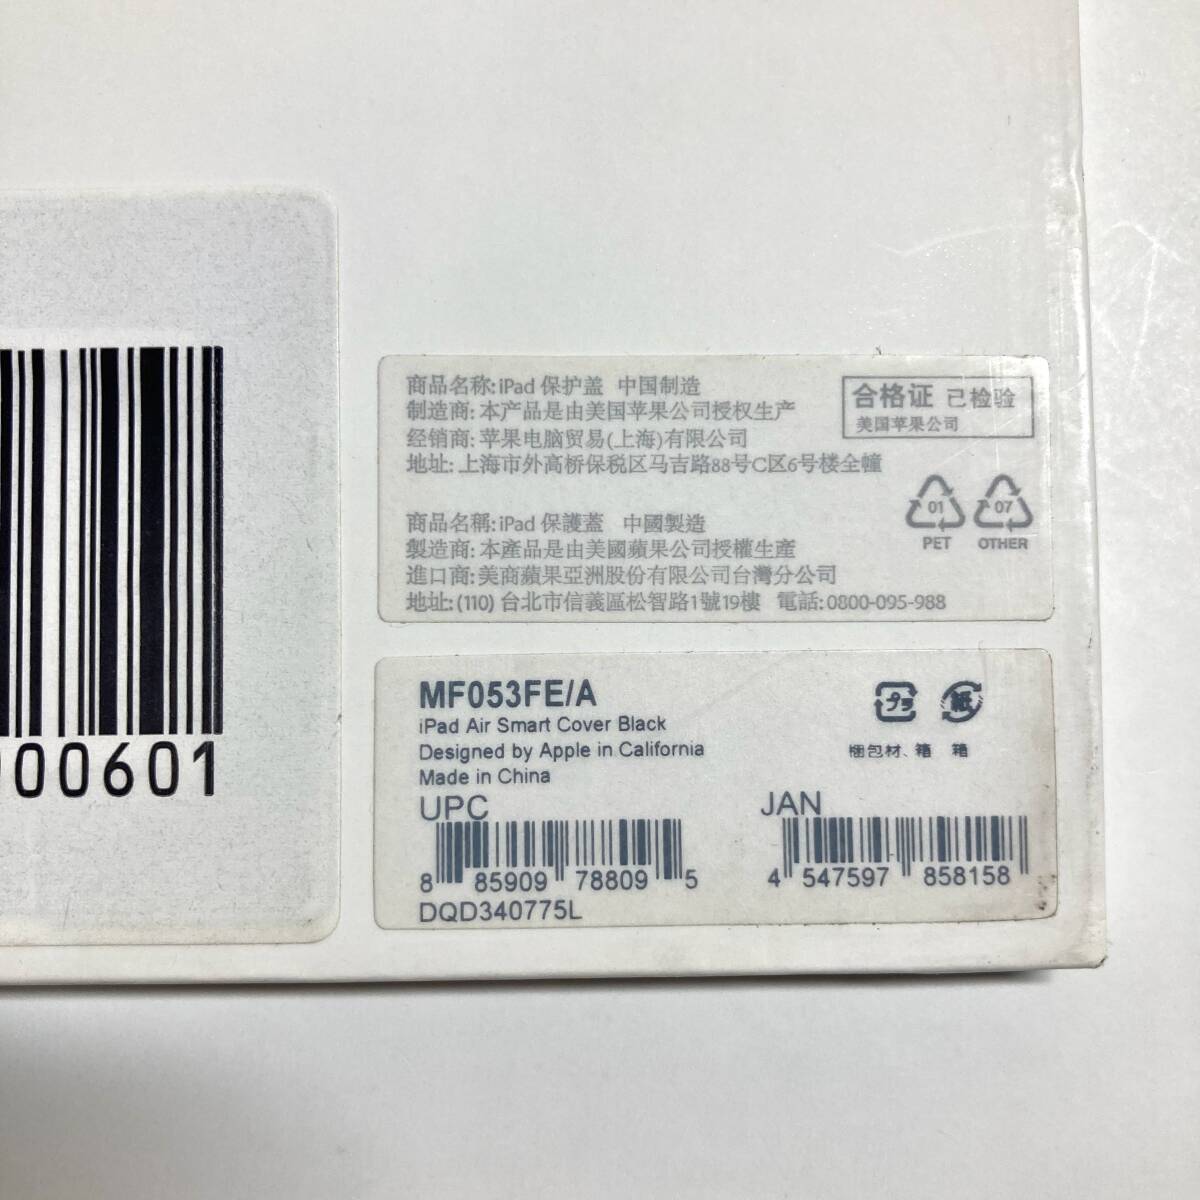 商品名称: iPad 保护盖 中国制造
制造商: 本产品是由美国苹果公司授权生产
经销商: 苹果电脑贸易(上海)有限公司
地址: 上海市外高桥保税区马吉路88号C区6号楼全幢
合格证 已检验
美国苹果公司
01
PET
07
OTHER
商品名稱: iPad 保護蓋 中國製造
製造商: 本產品是由美國蘋果公司授權生產
進口商: 美商蘋果亞洲股份有限公司台灣分公司
地址: (110) 台北市信義區松智路1號19樓 電話: 0800-095-988
MF053FE/A
iPad Air Smart Cover Black
Designed by Apple in California
Made in China
プラ
紙
梱包材、箱 箱
UPC
8 85909 78809 5
DQD340775L
JAN
4 547597 858158
00601